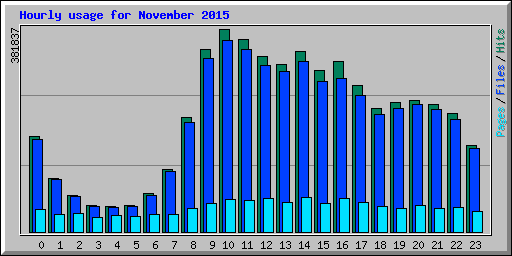 Hourly usage for November 2015
381837
Pages/Files/Hits
0 1 2 3 4 5 6 7 8 9 10 11 12 13 14 15 16 17 18 19 20 21 22 23